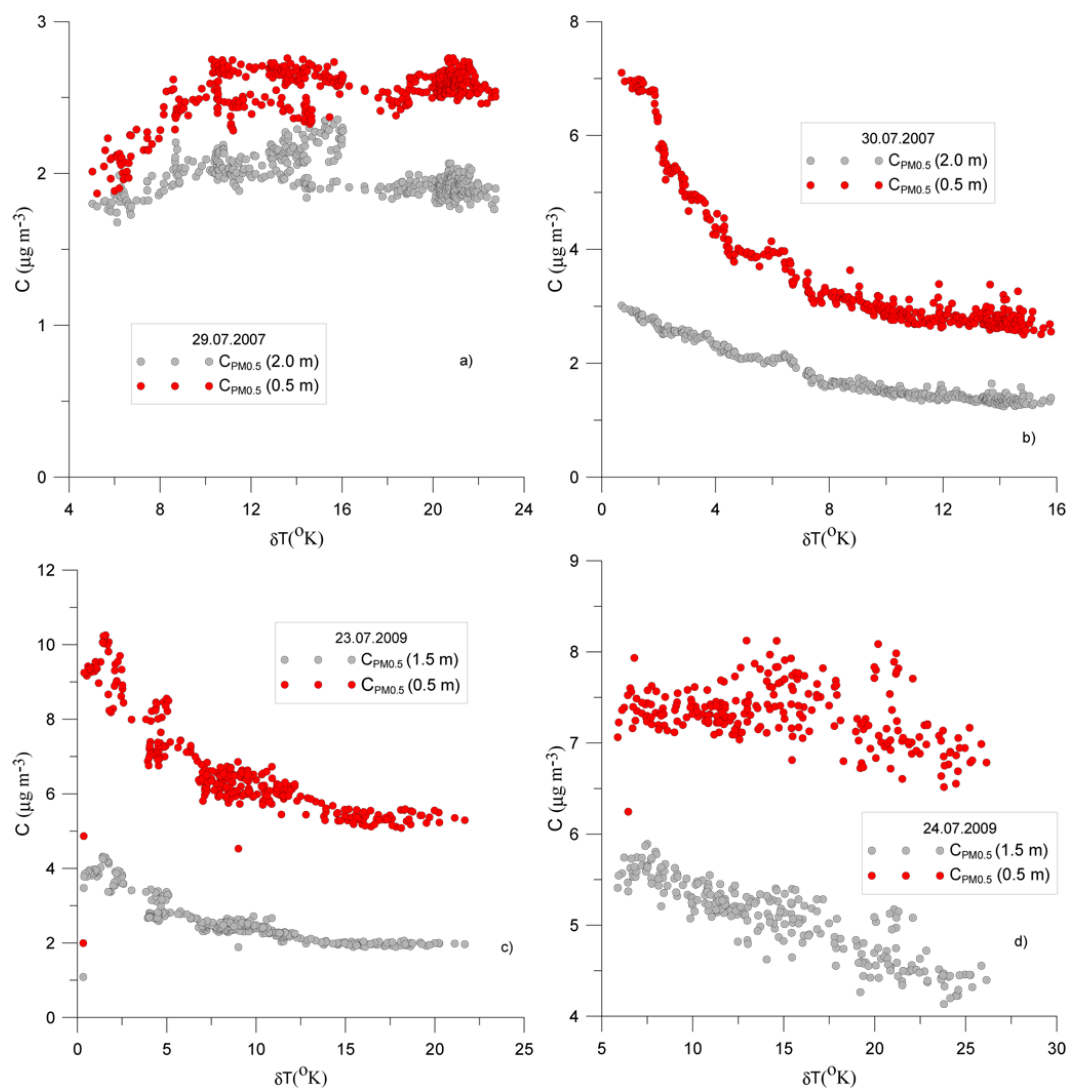 3
2
1
0
C (μg m-3)
29.07.2007
CPM0.5 (2.0 m)
CPM0.5 (0.5 m)
a)
4 8 12 16 20 24
δT(oK)
8
6
4
2
0
C (μg m-3)
30.07.2007
CPM0.5 (2.0 m)
CPM0.5 (0.5 m)
b)
0 4 8 12 16
δT(oK)
12
10
8
6
4
2
0
C (μg m-3)
23.07.2009
CPM0.5 (1.5 m)
CPM0.5 (0.5 m)
c)
0 5 10 15 20 25
δT(oK)
9
8
7
6
5
4
C (μg m-3)
24.07.2009
CPM0.5 (1.5 m)
CPM0.5 (0.5 m)
d)
5 10 15 20 25 30
δT(oK)